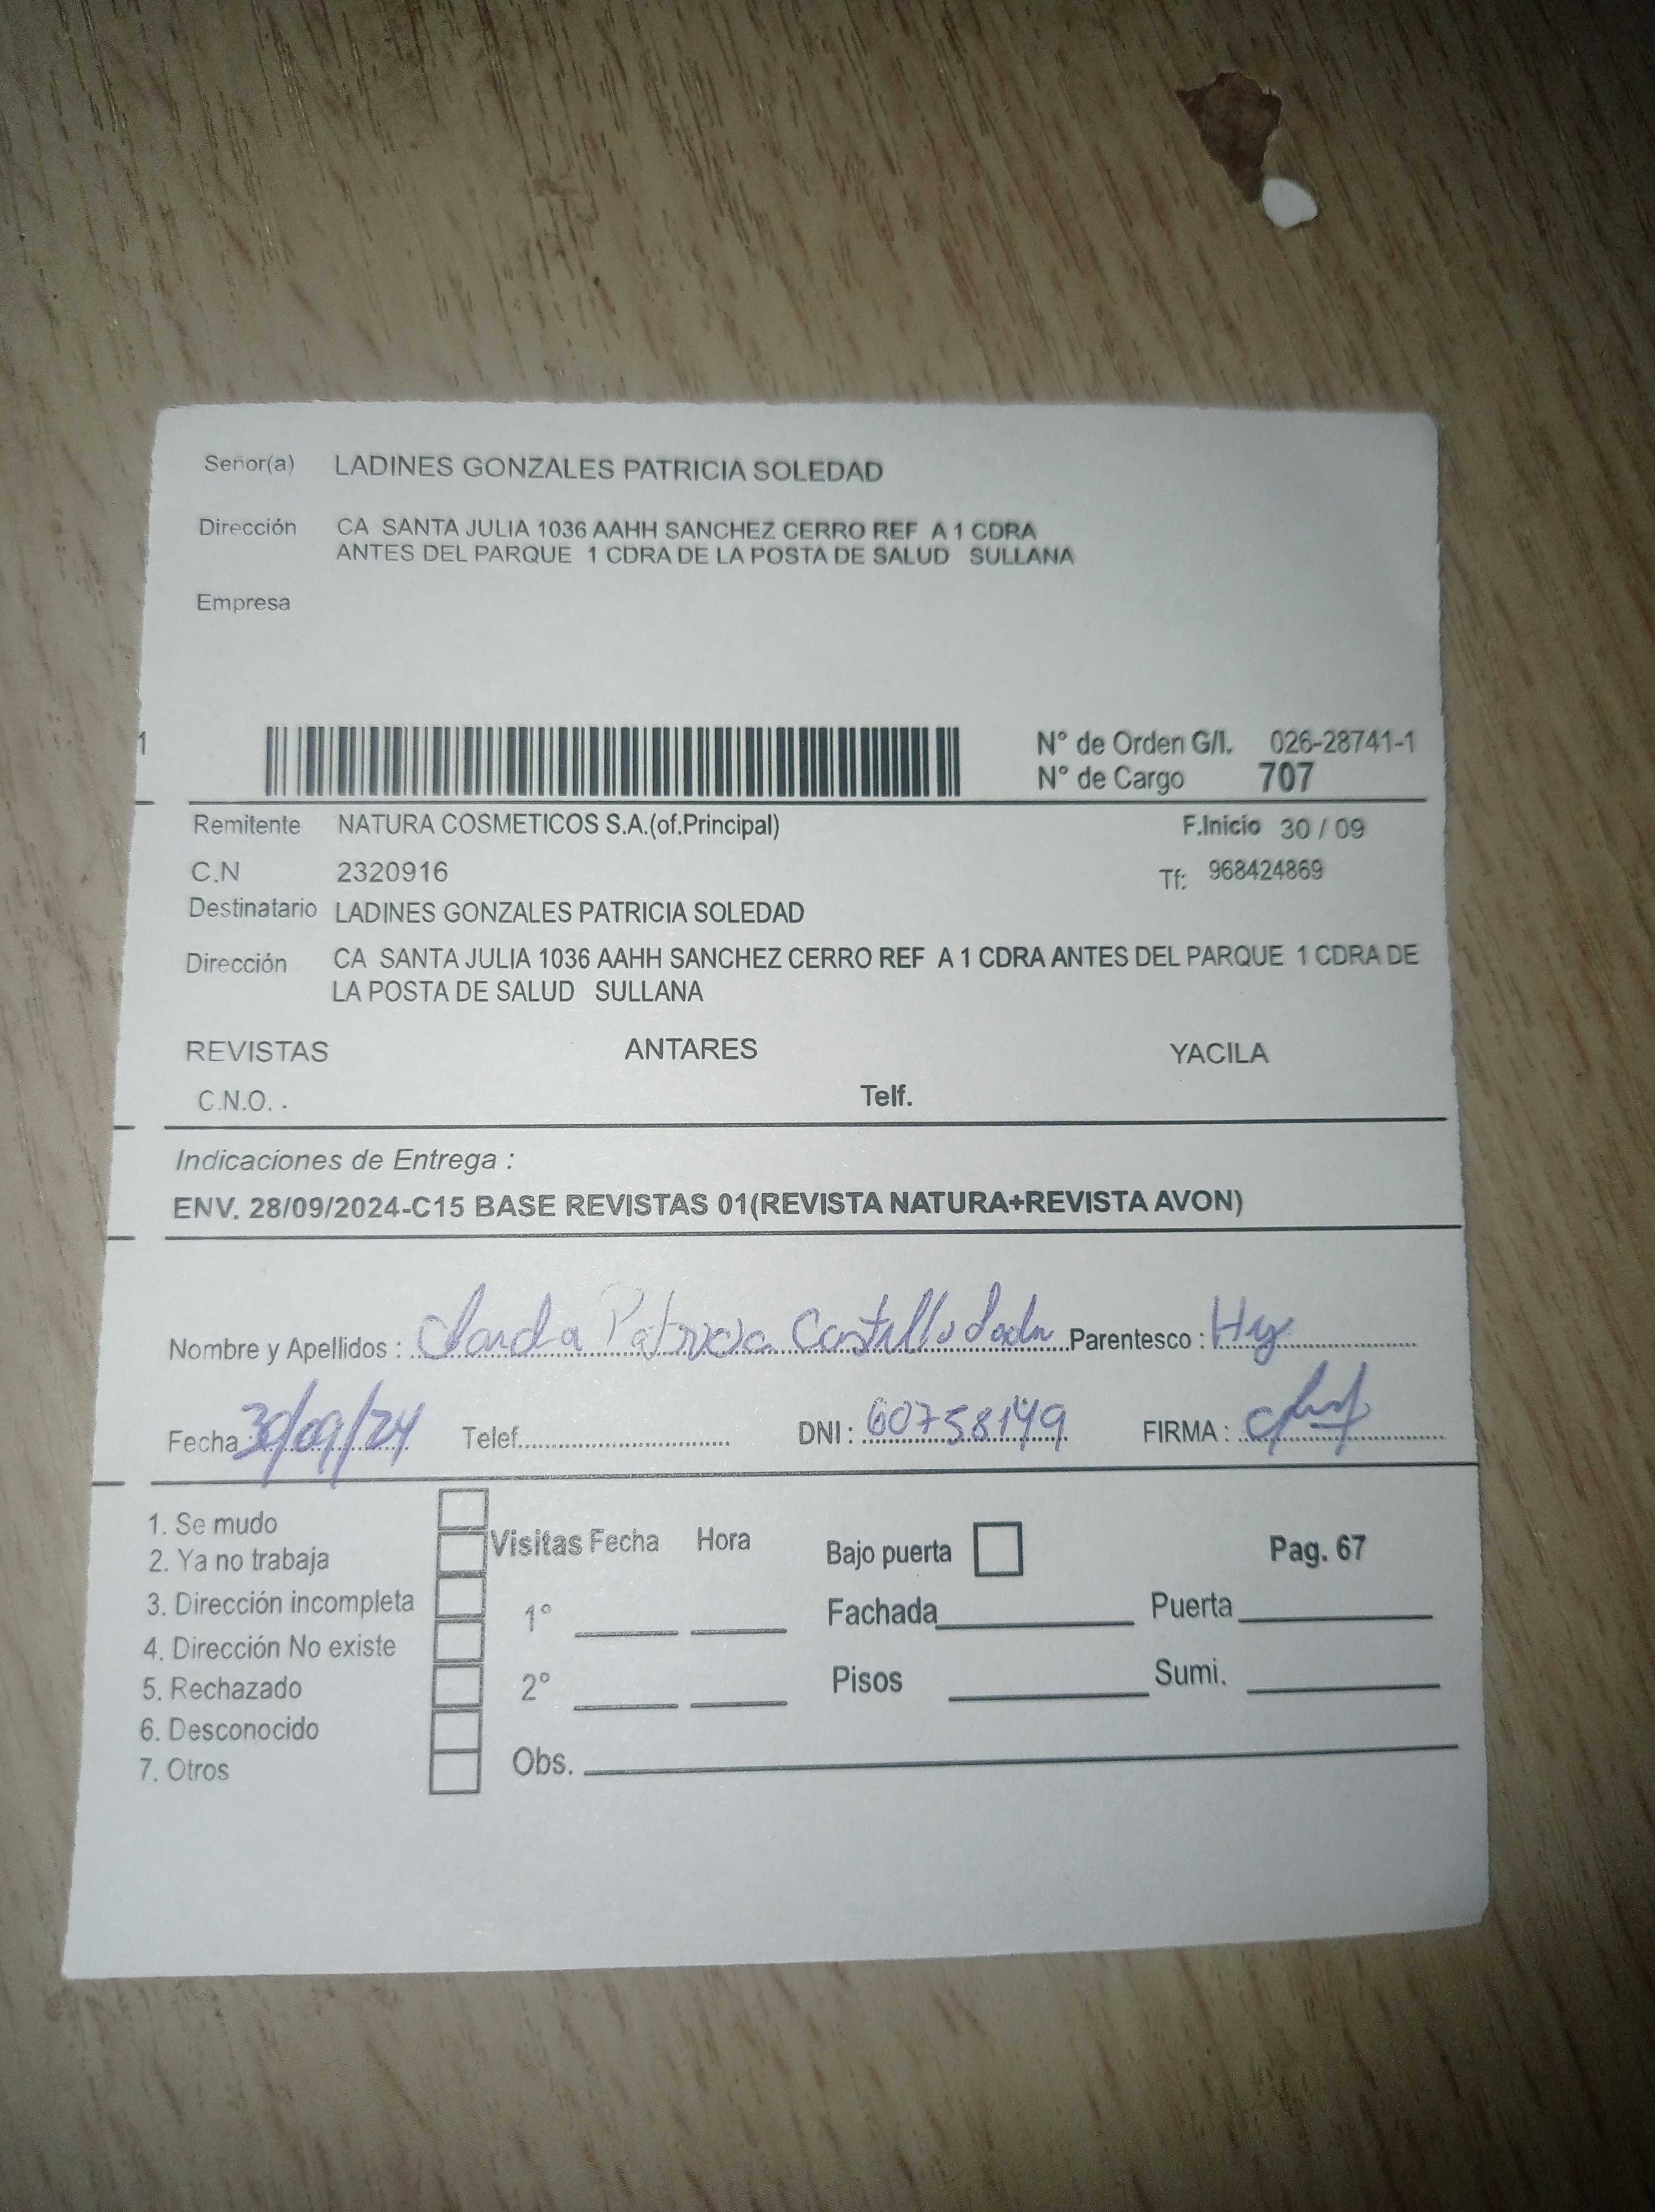 Señor(a) LADINES GONZALES PATRICIA SOLEDAD
Dirección CA SANTA JULIA 1036 AAHH SANCHEZ CERRO REF A 1 CDRA
ANTES DEL PARQUE 1 CDRA DE LA POSTA DE SALUD SULLANA
Empresa
1
N° de Orden G/I. 026-28741-1
N° de Cargo 707
Remitente NATURA COSMETICOS S.A.(of.Principal) F.Inicio 30 / 09
C.N 2320916 Tf: 968424869
Destinatario LADINES GONZALES PATRICIA SOLEDAD
Dirección CA SANTA JULIA 1036 AAHH SANCHEZ CERRO REF A 1 CDRA ANTES DEL PARQUE 1 CDRA DE
LA POSTA DE SALUD SULLANA
REVISTAS ANTARES YACILA
C.N.O. . Telf.
Indicaciones de Entrega :
ENV. 28/09/2024-C15 BASE REVISTAS 01(REVISTA NATURA+REVISTA AVON)
Nombre y Apellidos : Patricia Castillo Parentesco :
Fecha 30/09/24 Telef. DNI : 60758149 FIRMA :
1. Se mudo
2. Ya no trabaja
3. Dirección incompleta
4. Dirección No existe
5. Rechazado
6. Desconocido
7. Otros
Visitas Fecha Hora
1°
2°
Obs.
Bajo puerta Pag. 67
Fachada Puerta
Pisos Sumi.